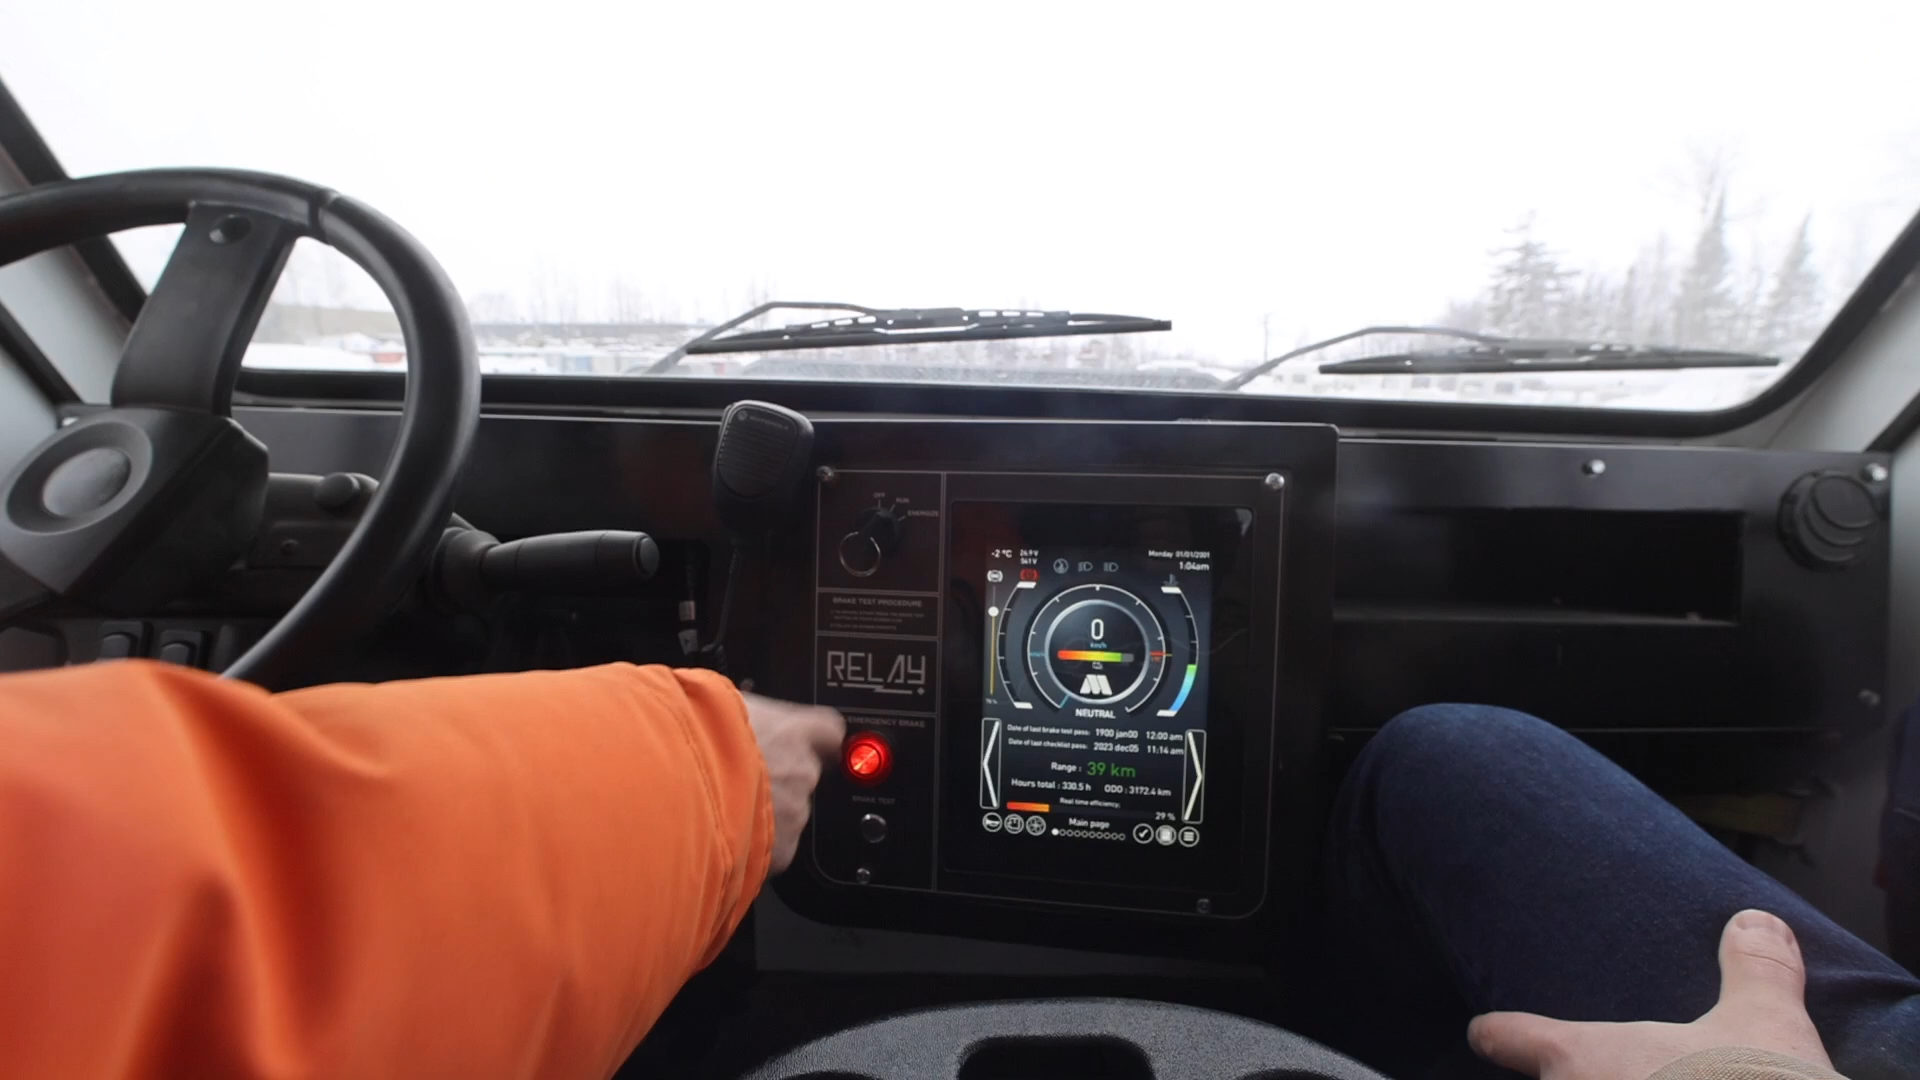 OFF
RUN
ENERGIZE
BRAKE TEST PROCEDURE
RELAY
EMERGENCY BRAKE
BRAKE TEST
-2 °C
24.9 V
541 V
Monday 01/01/2001
1:04am
0
km/h
NEUTRAL
Date of last brake test pass: 1900 jan00 12:00 am
Date of last checklist pass: 2023 dec05 11:14 am
Range : 39 km
Hours total : 330.5 h ODO : 3172.4 km
Real time efficiency:
29 %
Main page